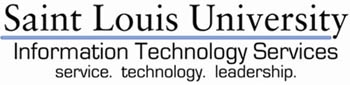 Saint Louis University
Information Technology Services
service. technology. leadership.